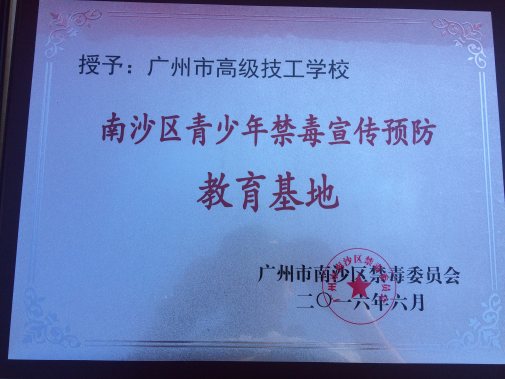 授予：广州市高级技工学校
南沙区青少年禁毒宣传预防
教育基地
广州市南沙区禁毒委员会
二〇一六年六月